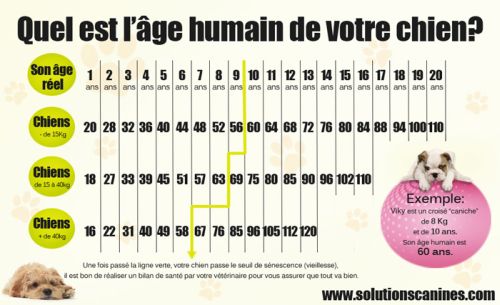 Quel est l'âge humain de votre chien?
Son âge réel 1 ans 2 ans 3 ans 4 ans 5 ans 6 ans 7 ans 8 ans 9 ans 10 ans 11 ans 12 ans 13 ans 14 ans 15 ans 16 ans 17 ans 18 ans 19 ans 20 ans
Chiens - de 15Kg 20 28 32 36 40 44 48 52 56 60 64 68 72 76 80 84 88 94 100 110
Chiens de 15 à 40kg 18 27 33 39 45 51 57 63 69 75 80 85 90 96 102 110
Chiens + de 40kg 16 22 31 40 49 58 67 76 85 96 105 112 120
Exemple:
Viky est un croisé "caniche"
de 8 Kg
et de 10 ans.
Son âge humain est
60 ans.
Une fois passé la ligne verte, votre chien passe le seuil de sénescence (vieillesse),
il est bon de réaliser un bilan de santé par votre vétérinaire pour vous assurer que tout va bien.
www.solutionscanines.com